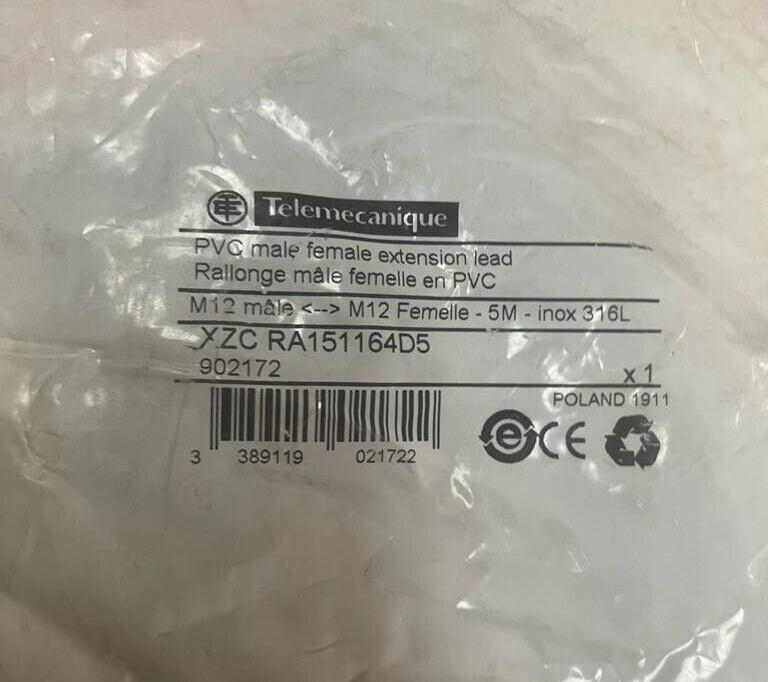 Telemecanique
PVC male female extension lead
Rallonge mâle femelle en PVC
M12 mâle <--> M12 Femelle - 5M - inox 316L
XZC RA151164D5
902172
x 1
POLAND 1911
3 389119 021722
e CE